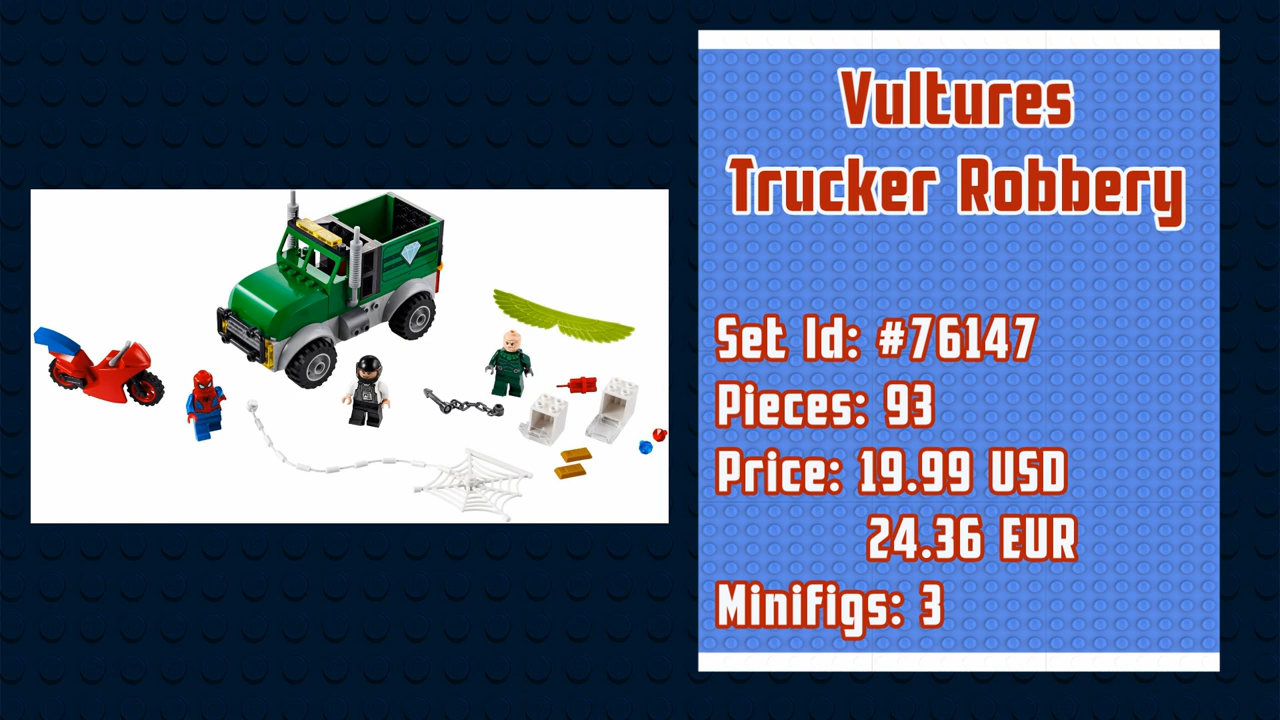 Vultures
Trucker Robbery
Set Id: #76147
Pieces: 93
Price: 19.99 USD
24.36 EUR
Minifigs: 3